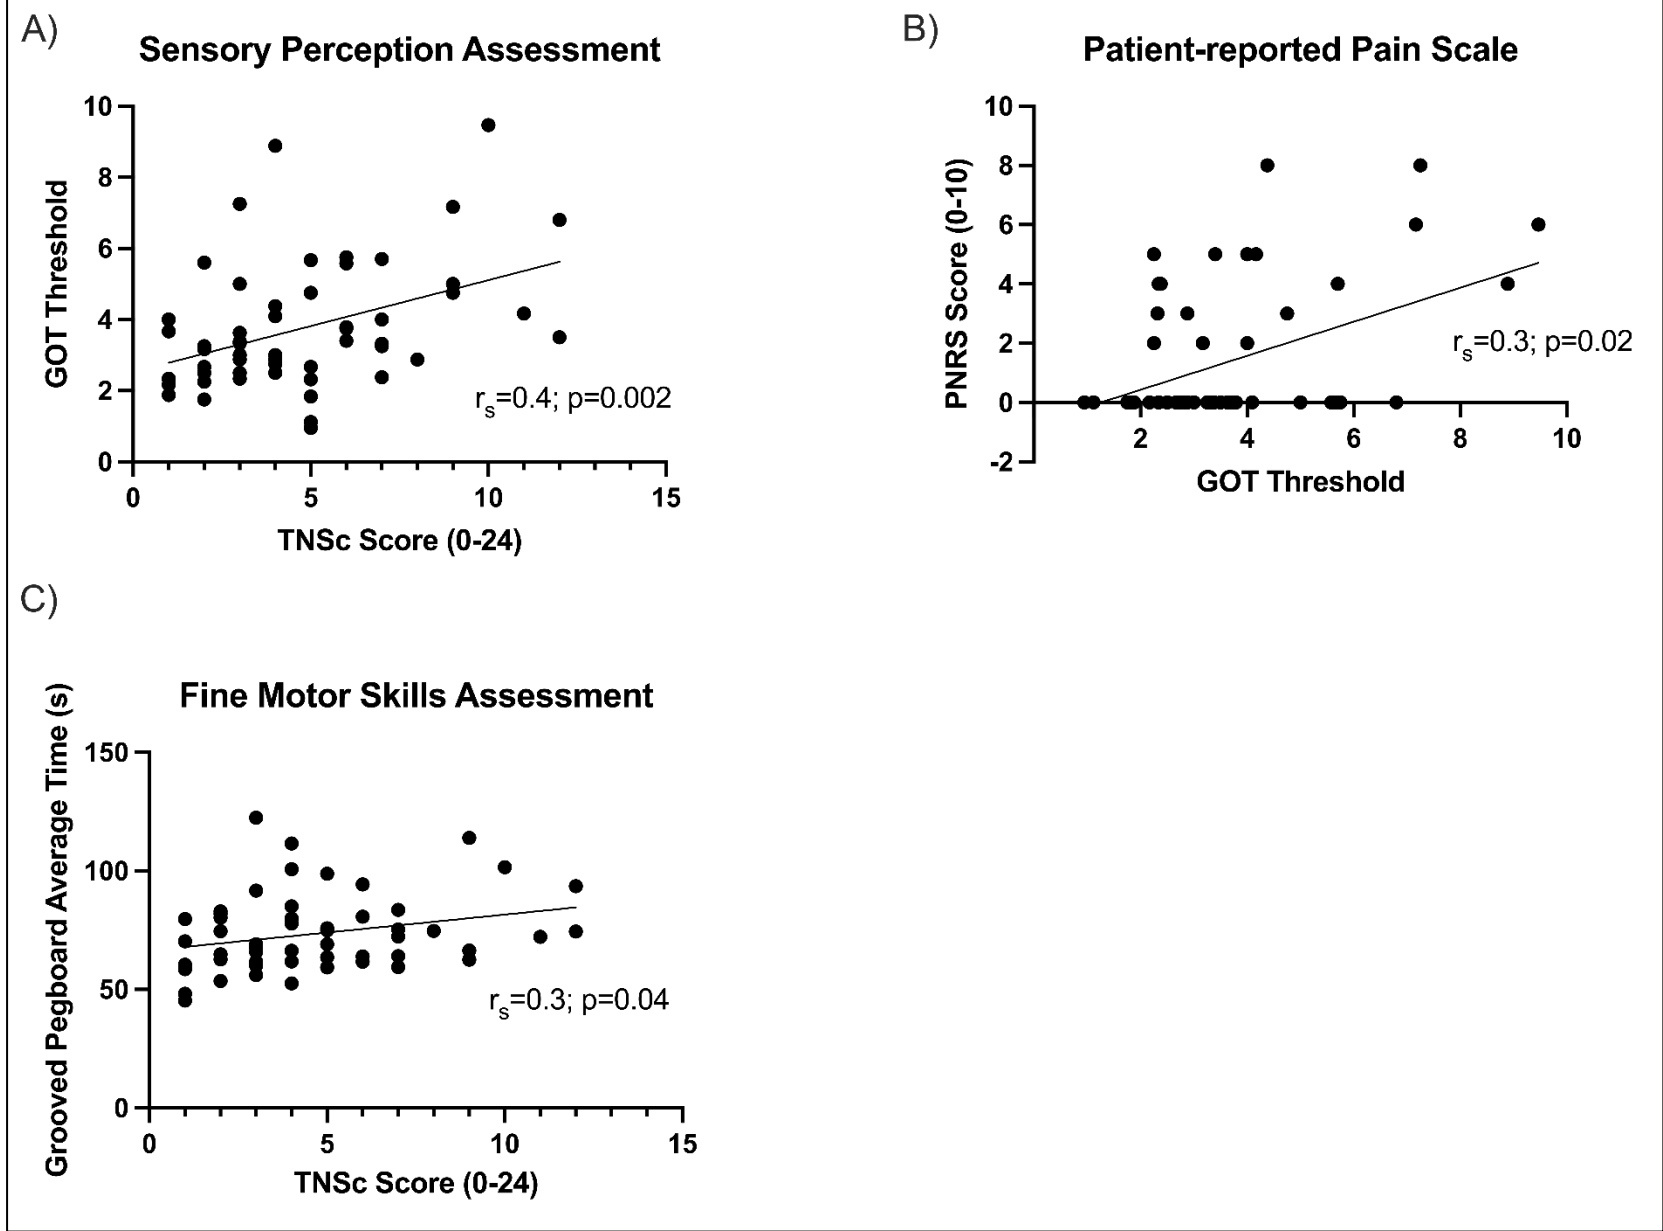 A)
Sensory Perception Assessment
GOT Threshold
10
8
6
4
2
0
0 5 10 15
TNSc Score (0-24)
rs=0.4; p=0.002
B)
Patient-reported Pain Scale
PNRS Score (0-10)
10
8
6
4
2
0
-2
2 4 6 8 10
GOT Threshold
rs=0.3; p=0.02
C)
Fine Motor Skills Assessment
Grooved Pegboard Average Time (s)
150
100
50
0
0 5 10 15
TNSc Score (0-24)
rs=0.3; p=0.04